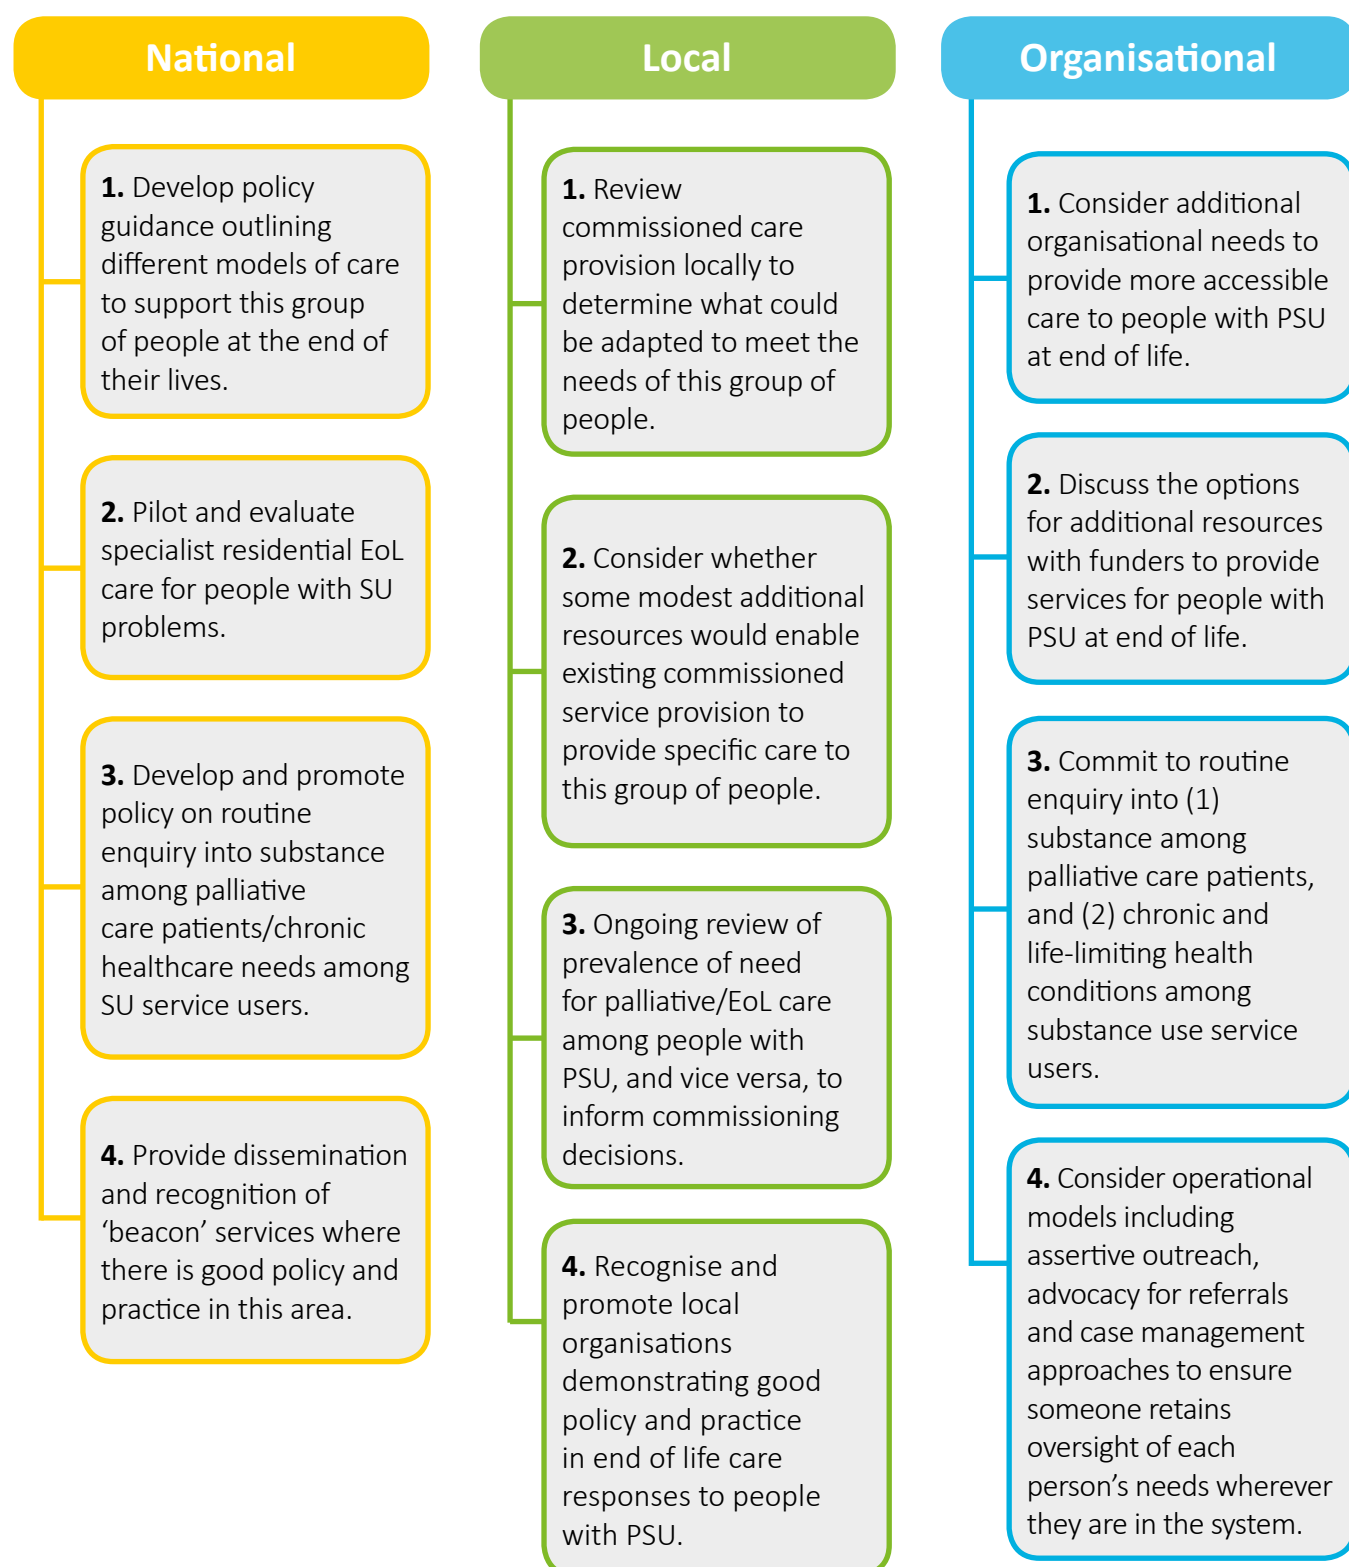 National
1. Develop policy
guidance outlining
different models of care
to support this group
of people at the end of
their lives.
2. Pilot and evaluate
specialist residential EoL
care for people with SU
problems.
3. Develop and promote
policy on routine
enquiry into substance
among palliative
care patients/chronic
healthcare needs among
SU service users.
4. Provide dissemination
and recognition of
‘beacon’ services where
there is good policy and
practice in this area.
Local
1. Review
commissioned care
provision locally to
determine what could
be adapted to meet the
needs of this group of
people.
2. Consider whether
some modest additional
resources would enable
existing commissioned
service provision to
provide specific care to
this group of people.
3. Ongoing review of
prevalence of need
for palliative/EoL care
among people with
PSU, and vice versa, to
inform commissioning
decisions.
4. Recognise and
promote local
organisations
demonstrating good
policy and practice
in end of life care
responses to people
with PSU.
Organisational
1. Consider additional
organisational needs to
provide more accessible
care to people with PSU
at end of life.
2. Discuss the options
for additional resources
with funders to provide
services for people with
PSU at end of life.
3. Commit to routine
enquiry into (1)
substance among
palliative care patients,
and (2) chronic and
life-limiting health
conditions among
substance use service
users.
4. Consider operational
models including
assertive outreach,
advocacy for referrals
and case management
approaches to ensure
someone retains
oversight of each
person’s needs wherever
they are in the system.